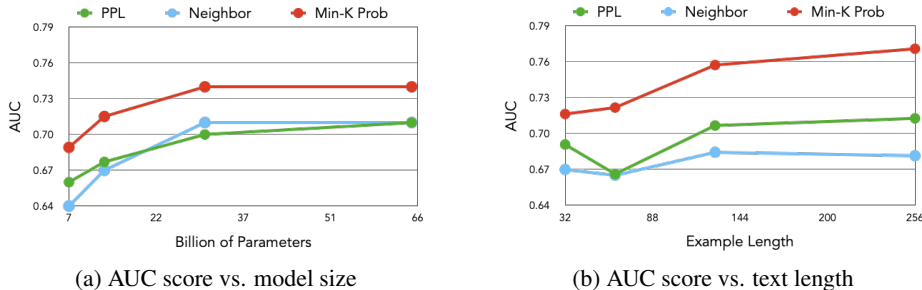 PPL Neighbor Min-K Prob
0.79
0.76
0.73
0.70
0.67
0.64
AUC
7 22 37 51 66
Billion of Parameters
(a) AUC score vs. model size
PPL Neighbor Min-K Prob
0.79
0.76
0.73
0.70
0.67
0.64
AUC
32 88 144 200 256
Example Length
(b) AUC score vs. text length